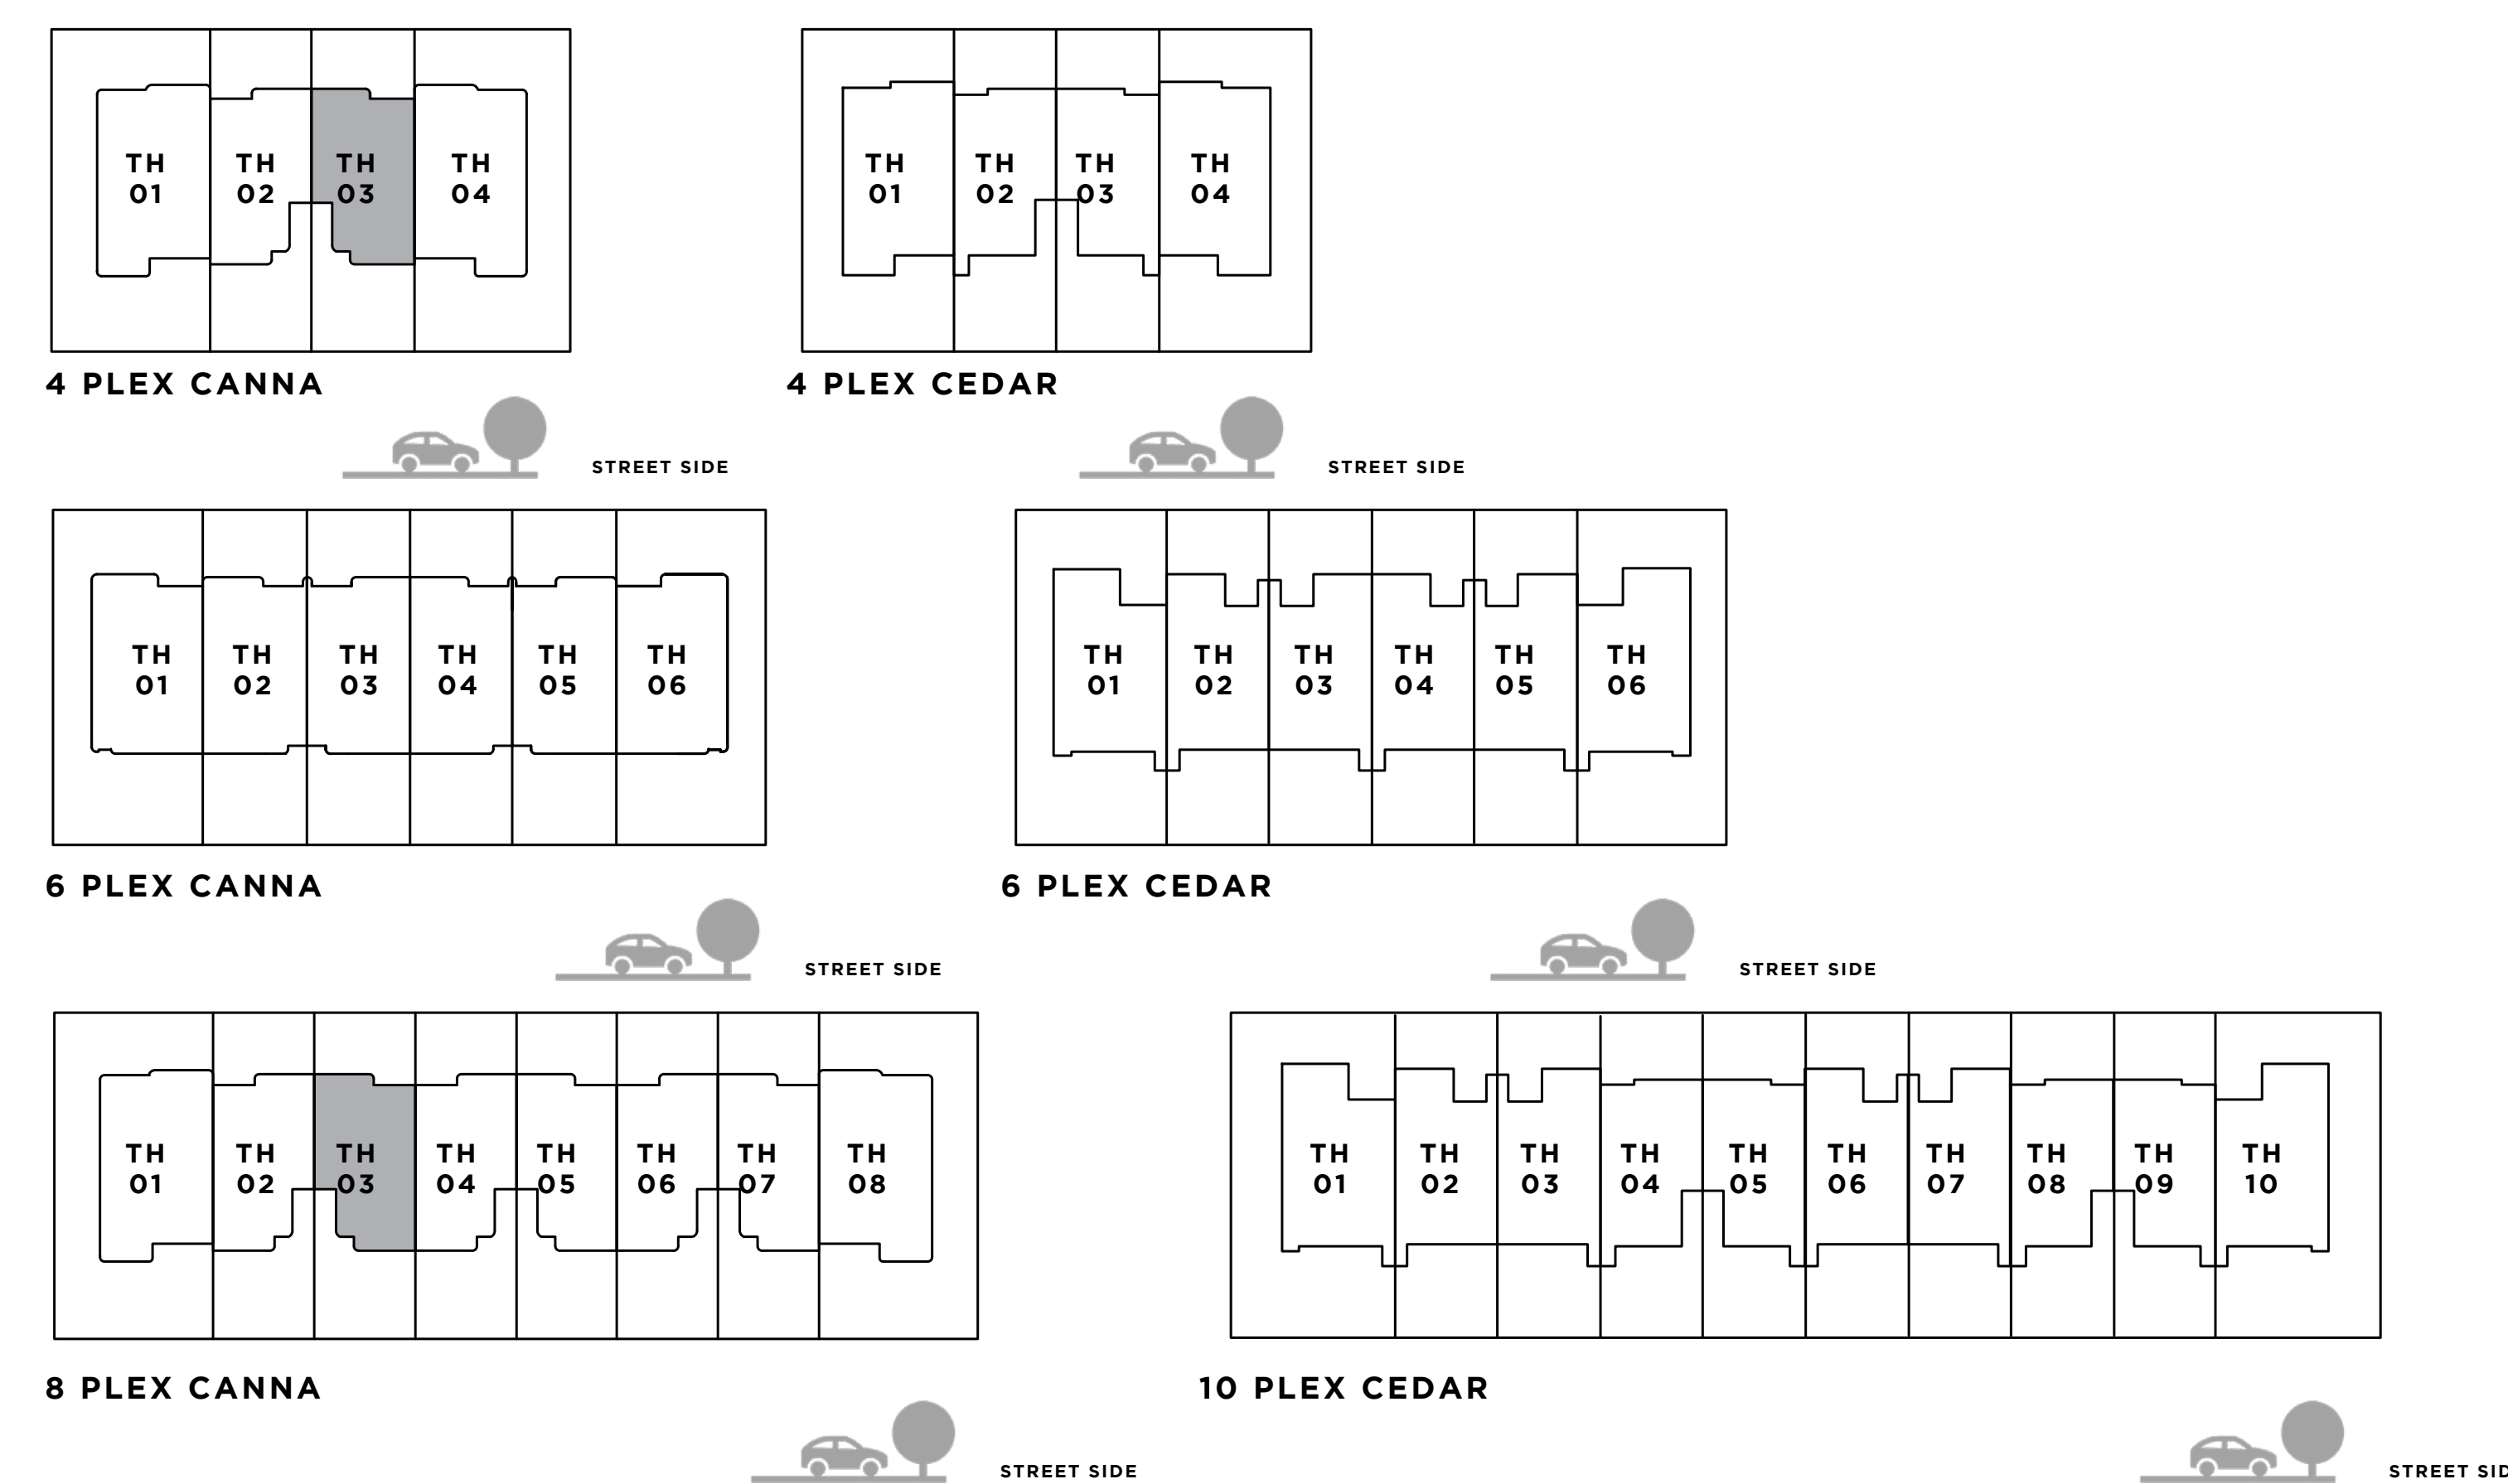 TH TH TH TH
01 02 03 04
TH TH TH TH
01 02 03 04
4 PLEX CANNA
4 PLEX CEDAR
STREET SIDE
STREET SIDE
TH TH TH TH TH TH
01 02 03 04 05 06
TH TH TH TH TH TH
01 02 03 04 05 06
6 PLEX CANNA
6 PLEX CEDAR
STREET SIDE
STREET SIDE
TH TH TH TH TH TH TH TH
01 02 03 04 05 06 07 08
TH TH TH TH TH TH TH TH TH TH
01 02 03 04 05 06 07 08 09 10
8 PLEX CANNA
10 PLEX CEDAR
STREET SIDE
STREET SID